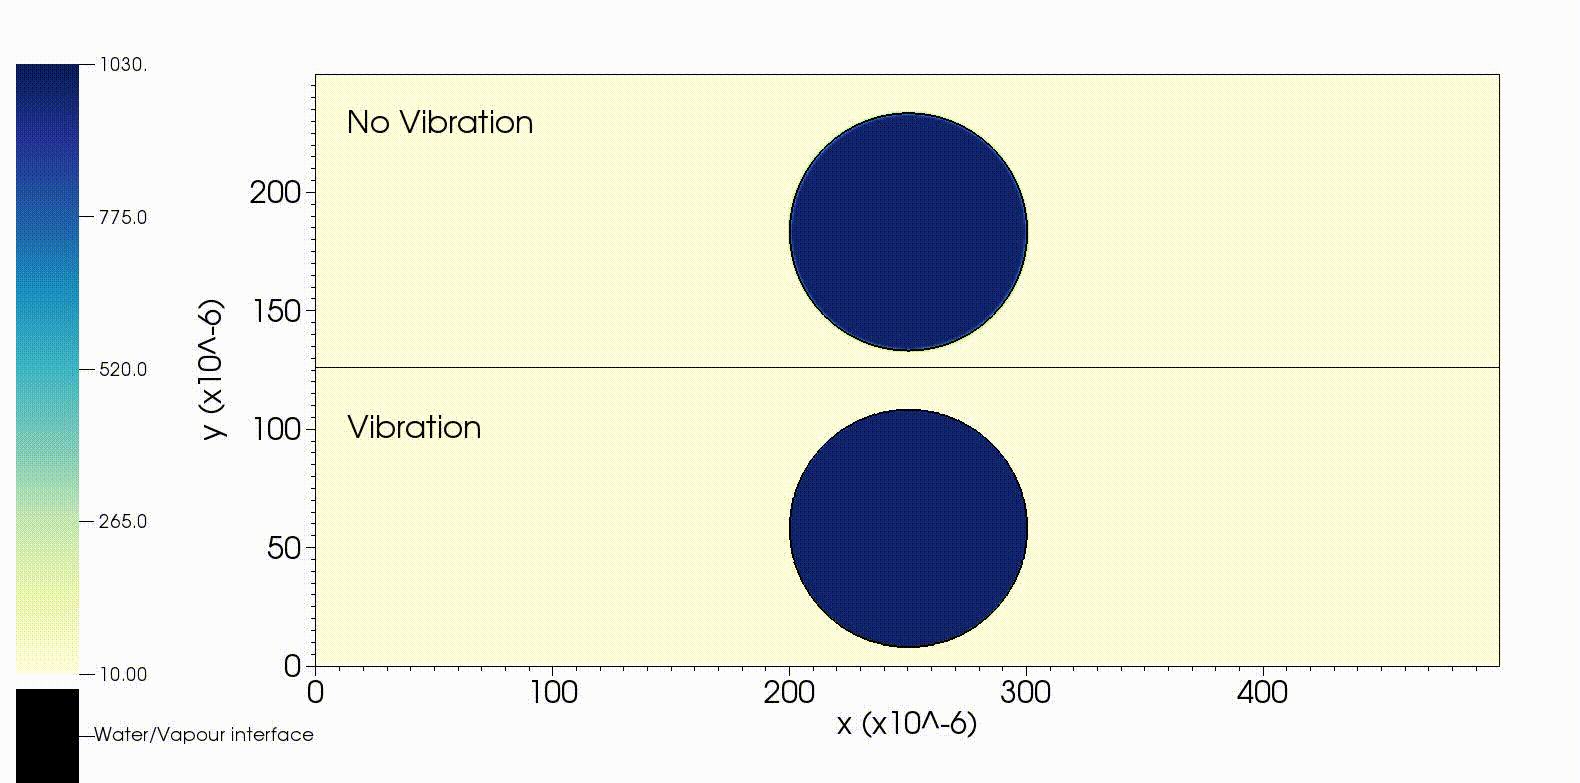 1030.
775.0
520.0
265.0
10.00
Water/Vapour interface
No Vibration
Vibration
y (x10^-6)
200
150
100
50
0
0 100 200 300 400
x (x10^-6)